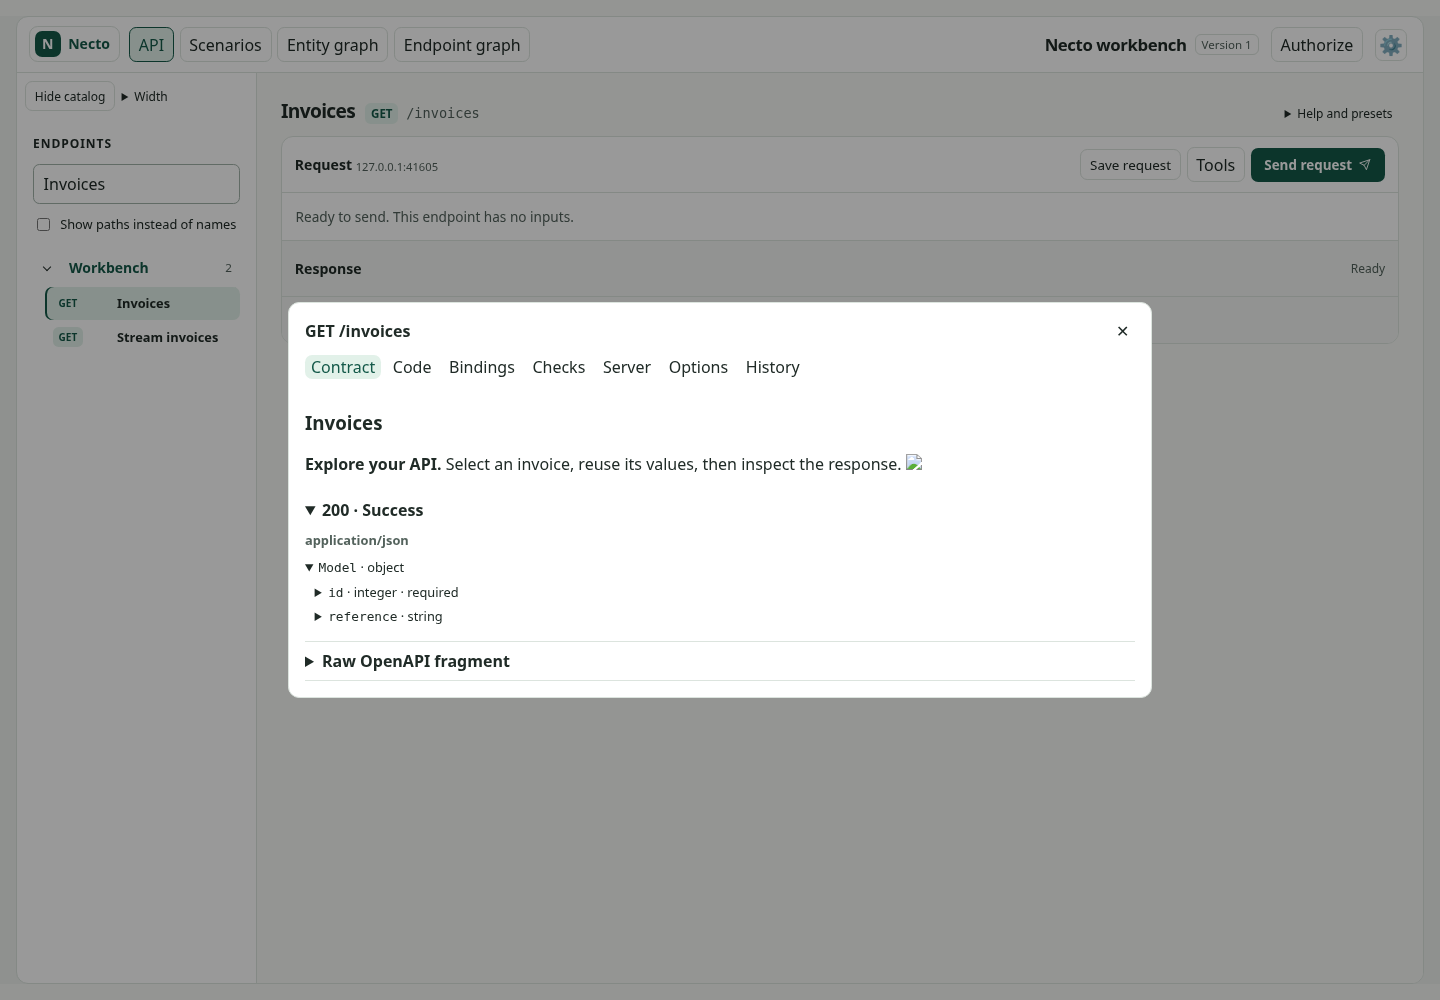 N Necto API Scenarios Entity graph Endpoint graph Necto workbench Version 1 Authorize
Hide catalog Width
ENDPOINTS
Invoices
Show paths instead of names
Workbench 2
GET Invoices
GET Stream invoices
Invoices GET /invoices Help and presets
Request 127.0.0.1:41605 Save request Tools Send request
Ready to send. This endpoint has no inputs.
Response Ready
GET /invoices ✕
Contract Code Bindings Checks Server Options History
Invoices
Explore your API. Select an invoice, reuse its values, then inspect the response.
200 · Success
application/json
Model · object
id · integer · required
reference · string
Raw OpenAPI fragment